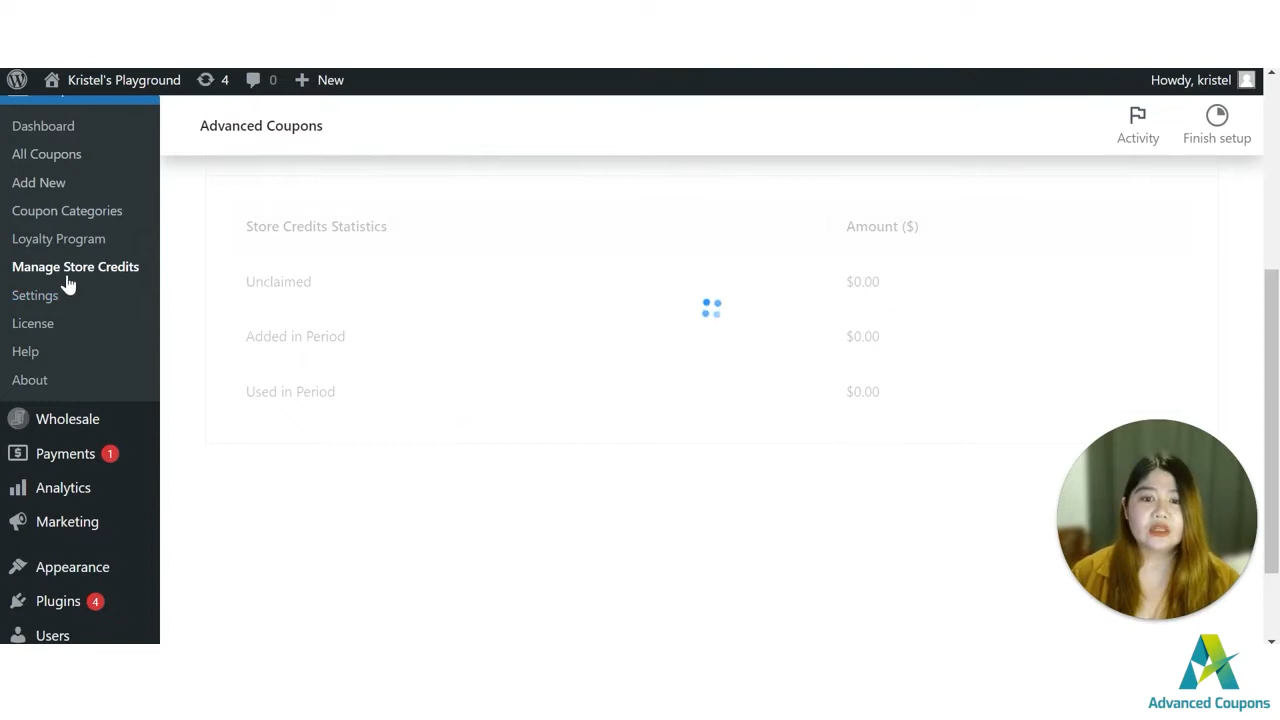 Kristel's Playground 4 0 New Howdy, kristel
Dashboard
All Coupons
Add New
Coupon Categories
Loyalty Program
Manage Store Credits
Settings
License
Help
About
Wholesale
Payments 1
Analytics
Marketing
Appearance
Plugins 4
Users
Advanced Coupons
Activity
Finish setup
Store Credits Statistics Amount ($)
Unclaimed $0.00
Added in Period $0.00
Used in Period $0.00
Advanced Coupons